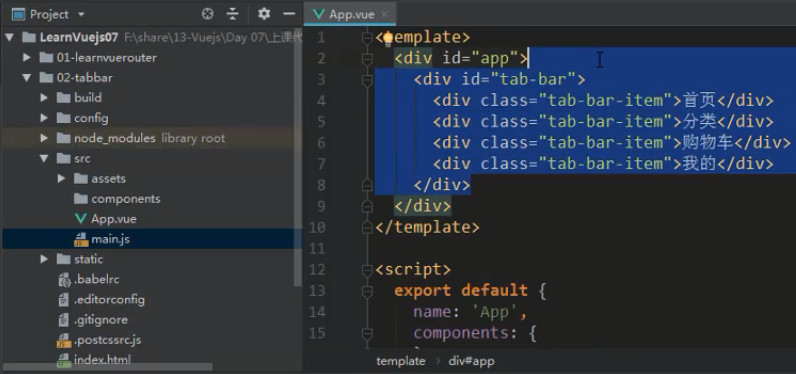 Project
App.vue
LearnVuejs07 F:\share\13-Vuejs\Day 07\上课代
01-learnvuerouter
02-tabbar
build
config
node_modules library root
src
assets
components
App.vue
main.js
static
.babelrc
.editorconfig
.gitignore
.postcssrc.js
index.html
1 <template>
2 <div id="app">
3 <div id="tab-bar">
4 <div class="tab-bar-item">首页</div>
5 <div class="tab-bar-item">分类</div>
6 <div class="tab-bar-item">购物车</div>
7 <div class="tab-bar-item">我的</div>
8 </div>
9 </div>
10 </template>
11
12 <script>
13 export default {
14 name: 'App',
15 components: {
template › div#app